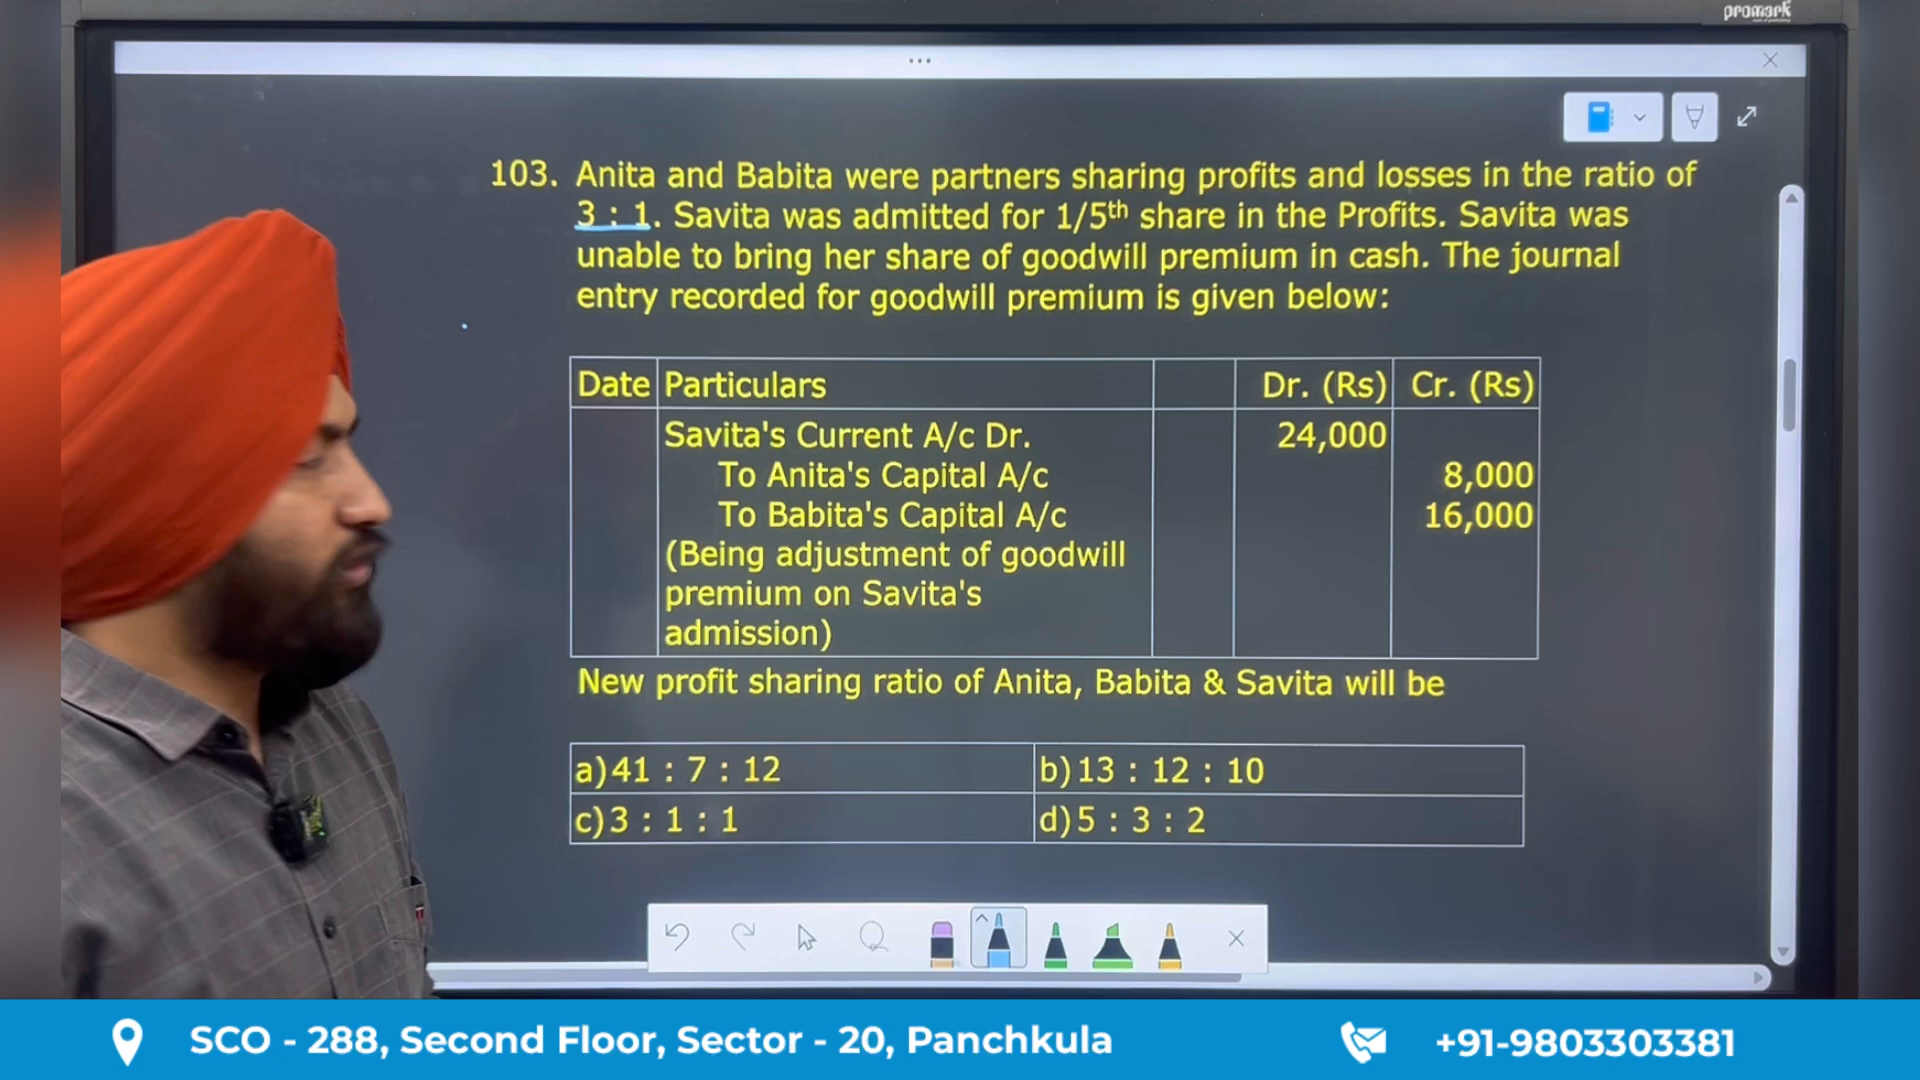 promark
103. Anita and Babita were partners sharing profits and losses in the ratio of
3 : 1. Savita was admitted for 1/5th share in the Profits. Savita was
unable to bring her share of goodwill premium in cash. The journal
entry recorded for goodwill premium is given below:
Date Particulars Dr. (Rs) Cr. (Rs)
Savita's Current A/c Dr. 24,000
To Anita's Capital A/c 8,000
To Babita's Capital A/c 16,000
(Being adjustment of goodwill
premium on Savita's
admission)
New profit sharing ratio of Anita, Babita & Savita will be
a) 41 : 7 : 12 b) 13 : 12 : 10
c) 3 : 1 : 1 d) 5 : 3 : 2
SCO - 288, Second Floor, Sector - 20, Panchkula +91-9803303381